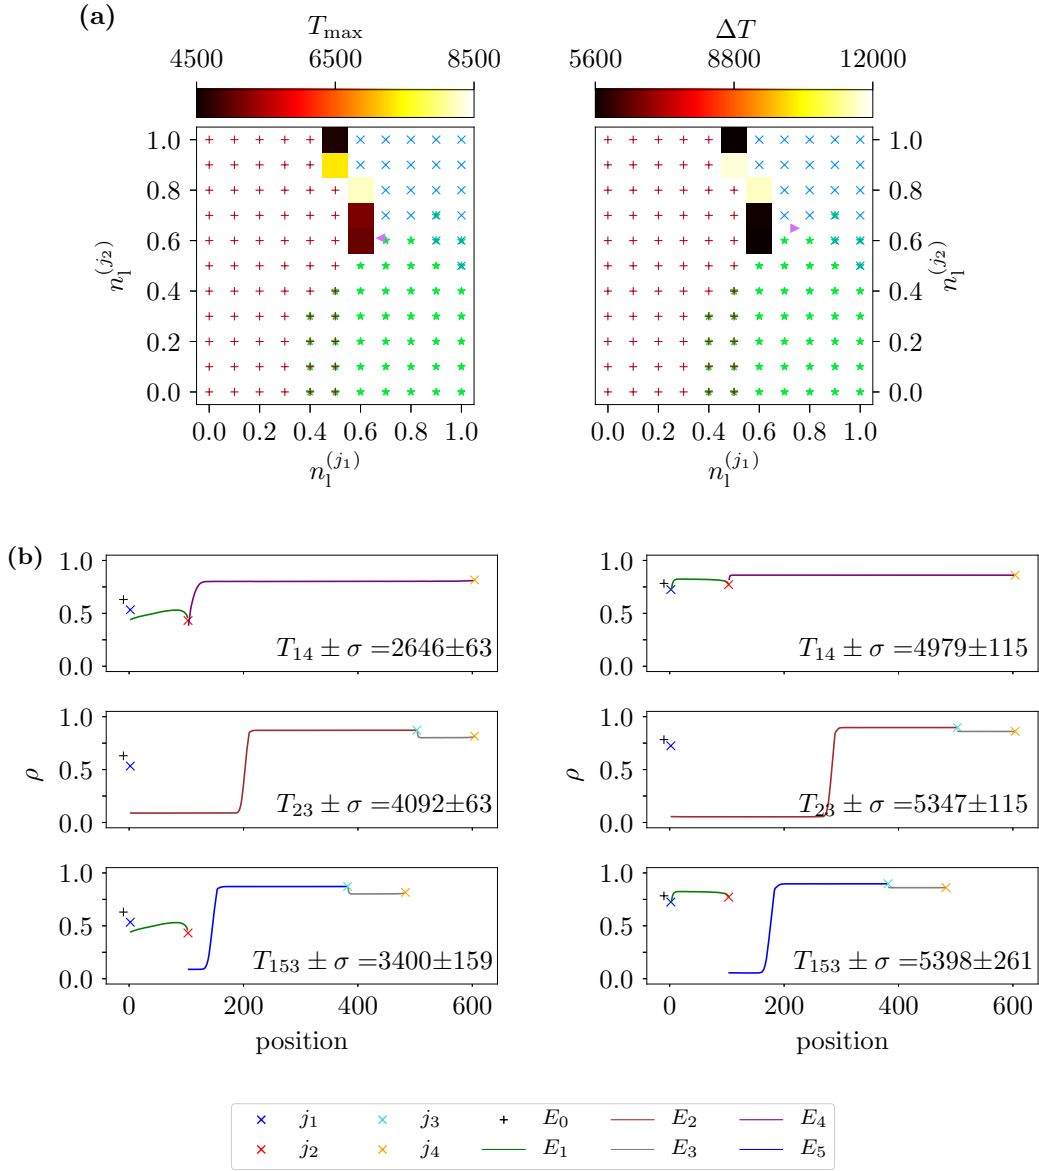 (a)
T_max
ΔT
4500 6500 8500
5600 8800 12000
1.0 1.0
0.8 0.8
0.6 0.6
0.4 0.4
0.2 0.2
0.0 0.0
n_l^(j_2) n_l^(j_2)
0.0 0.2 0.4 0.6 0.8 1.0
0.0 0.2 0.4 0.6 0.8 1.0
n_l^(j_1) n_l^(j_1)
(b)
1.0
0.5
0.0
T_14 ± σ =2646±63
T_14 ± σ =4979±115
1.0
0.5
0.0
ρ
T_23 ± σ =4092±63
1.0
0.5
0.0
ρ
T_23 ± σ =5347±115
1.0
0.5
0.0
T_153 ± σ =3400±159
1.0
0.5
0.0
T_153 ± σ =5398±261
1.0
0.5
0.0
0 200 400 600
0 200 400 600
position position
j_1 j_3 E_0 E_2 E_4
j_2 j_4 E_1 E_3 E_5